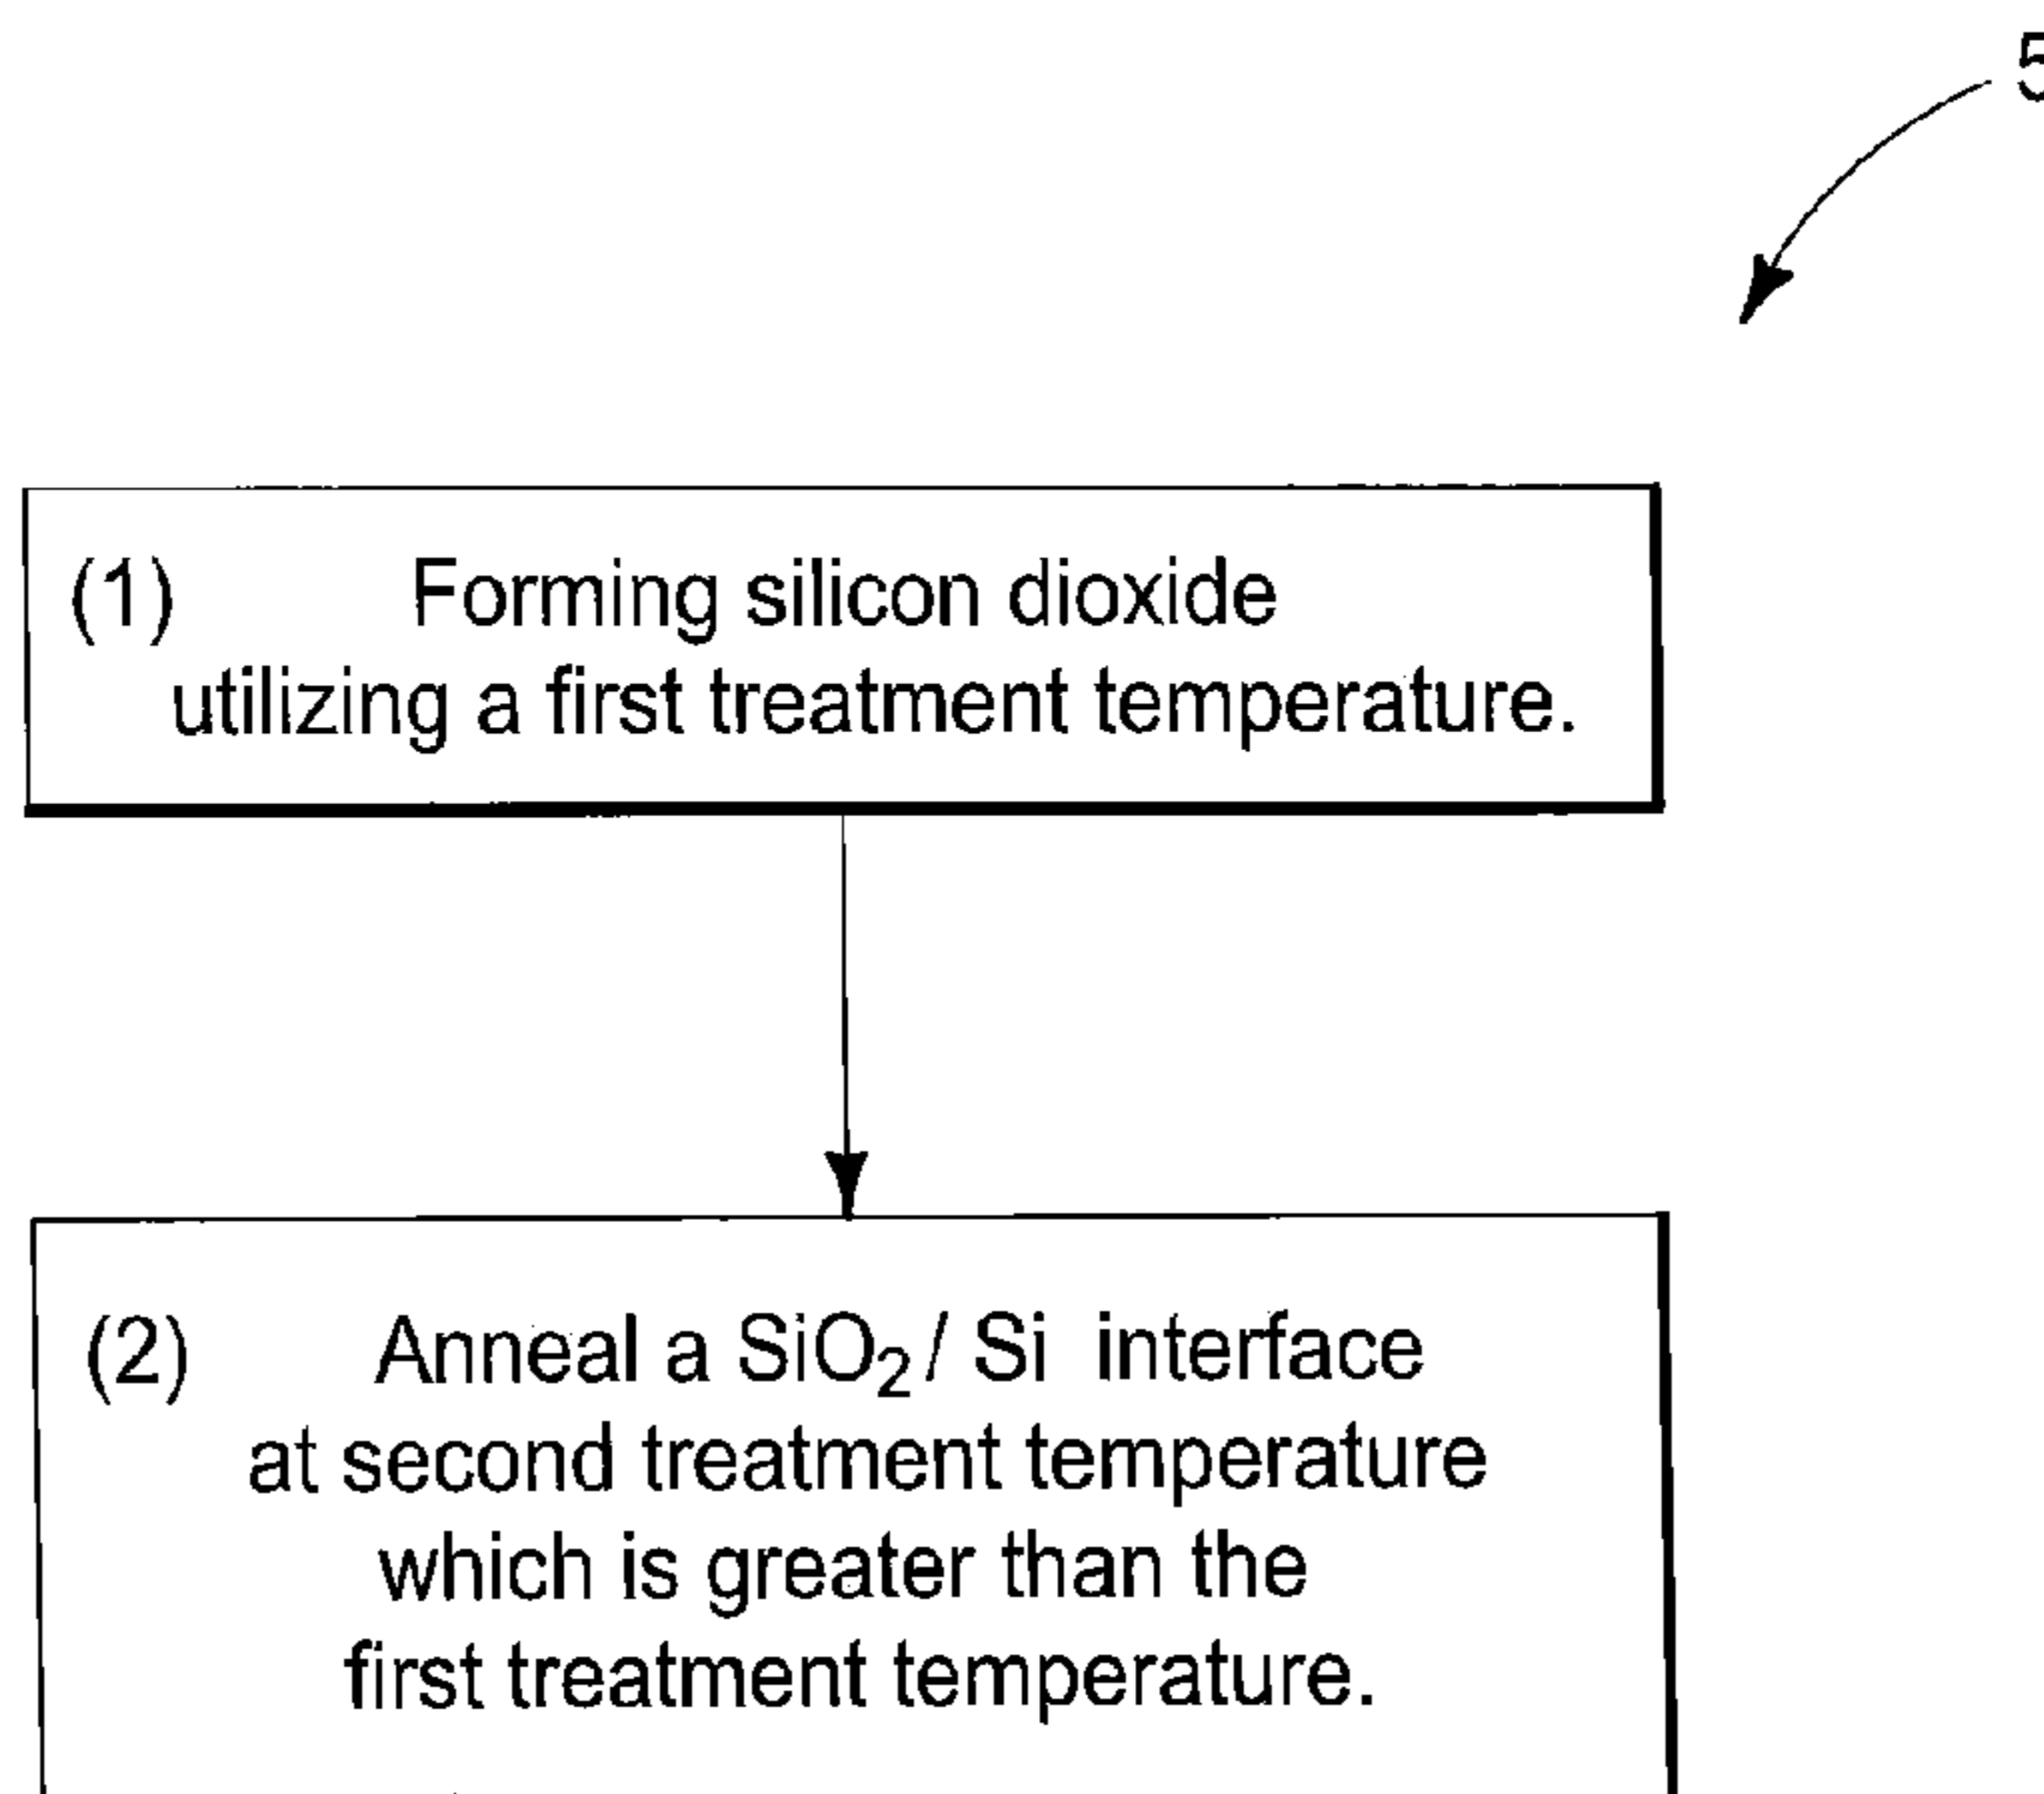 5
(1) Forming silicon dioxide
utilizing a first treatment temperature.
(2) Anneal a SiO₂/ Si interface
at second treatment temperature
which is greater than the
first treatment temperature.